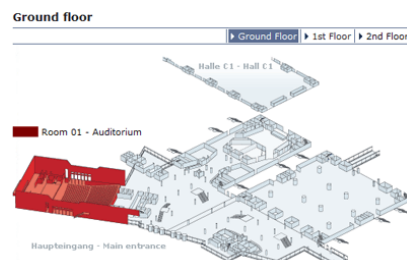 Ground floor
Ground Floor 1st Floor 2nd Floor
Halle C1 - Hall C1
Room 01 - Auditorium
Haupteingang - Main entrance